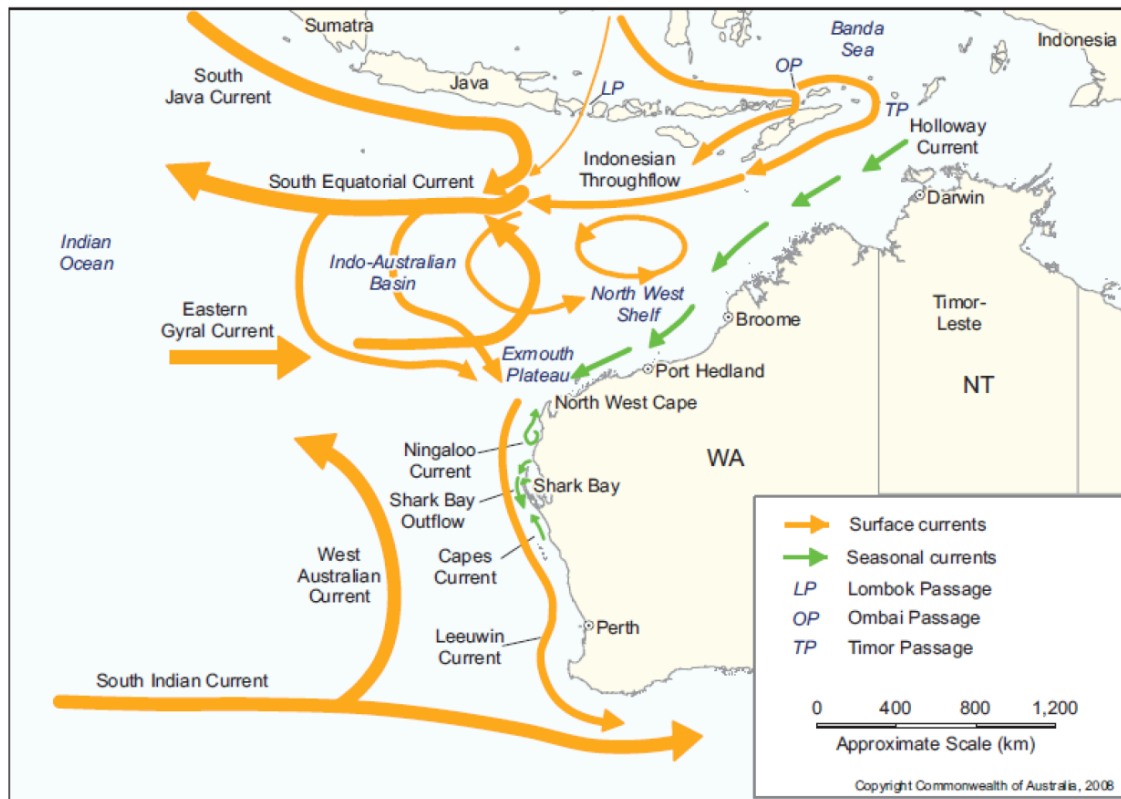 Sumatra
Banda
Sea
Indonesia
South
Java Current
Java
LP
OP
TP
Holloway
Current
Indonesian
Throughflow
South Equatorial Current
Darwin
Indian
Ocean
Indo-Australian
Basin
North West
Shelf
Eastern
Gyral Current
Broome
Timor-
Leste
Exmouth
Plateau
Port Hedland
NT
North West Cape
Ningaloo
Current
WA
Shark Bay
Shark Bay
Outflow
Capes
Current
West
Australian
Current
Perth
Leeuwin
Current
South Indian Current
Surface currents
Seasonal currents
LP Lombok Passage
OP Ombai Passage
TP Timor Passage
0 400 800 1,200
Approximate Scale (km)
Copyright Commonwealth of Australia, 2008